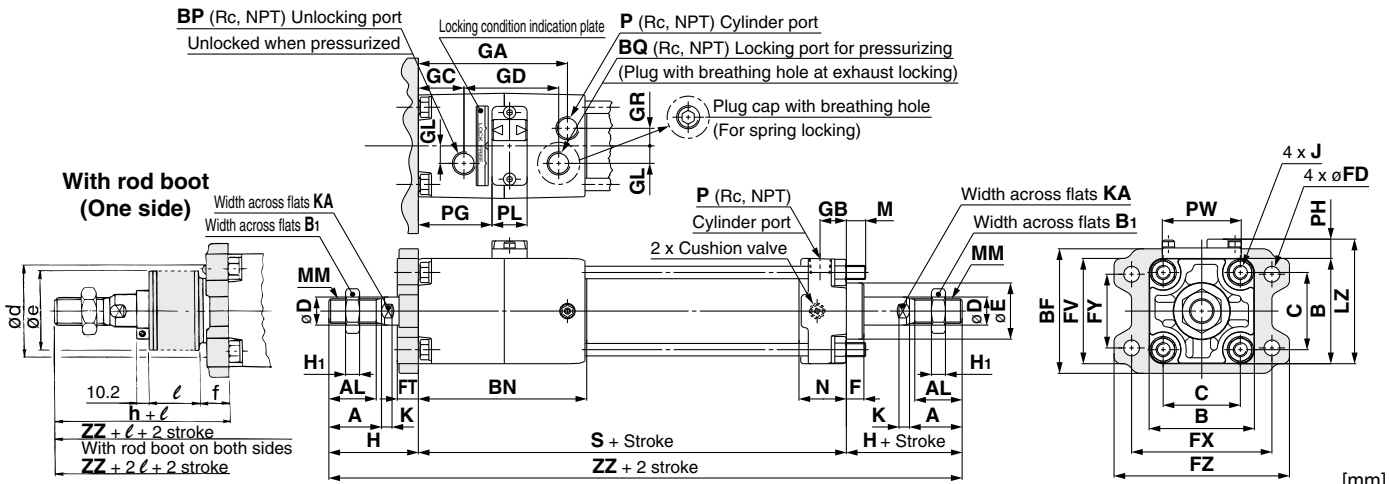 BP (Rc, NPT) Unlocking port
Unlocked when pressurized
Locking condition indication plate
P (Rc, NPT) Cylinder port
BQ (Rc, NPT) Locking port for pressurizing
(Plug with breathing hole at exhaust locking)
GA
GC
GD
GR
GL
GL
LOCK
FREE
Plug cap with breathing hole
(For spring locking)
PG
PL
With rod boot
(One side)
Width across flats KA
Width across flats B1
MM
øD
ød
øe
10.2
ℓ
f
h + ℓ
ZZ + ℓ + 2 stroke
With rod boot on both sides
ZZ + 2 ℓ + 2 stroke
H1
AL
FT
A
K
H
BN
P (Rc, NPT)
Cylinder port
2 x Cushion valve
GB
M
Width across flats KA
Width across flats B1
MM
øD
øE
N
F
H1
AL
K
A
S + Stroke
H + Stroke
ZZ + 2 stroke
4 x J
4 x øFD
PW
PH
BF
FV
FY
C
B
LZ
C
B
FX
FZ
[mm]